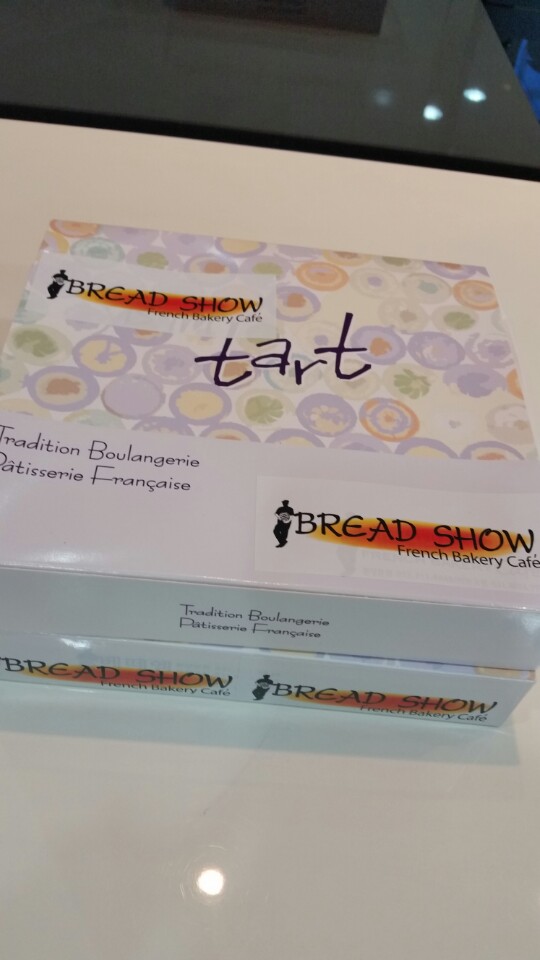 BREAD SHOW
French Bakery Café
tart
Tradition Boulangerie
Pâtisserie Française
BREAD SHOW
French Bakery Café
Tradition Boulangerie
Pâtisserie Française
BREAD SHOW
French Bakery Café
BREAD SHOW
French Bakery Café